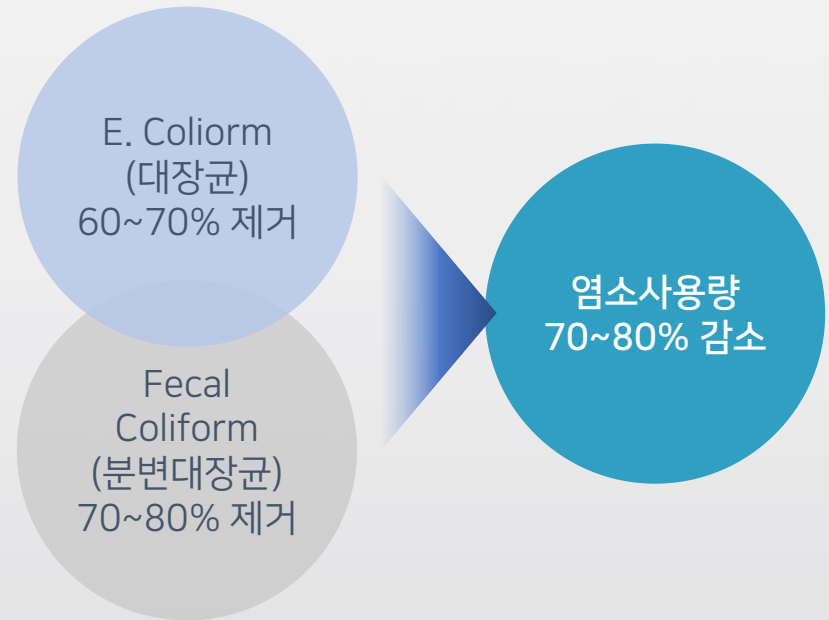 E. Coliorm
(대장균)
60~70% 제거
Fecal
Coliform
(분변대장균)
70~80% 제거
염소사용량
70~80% 감소